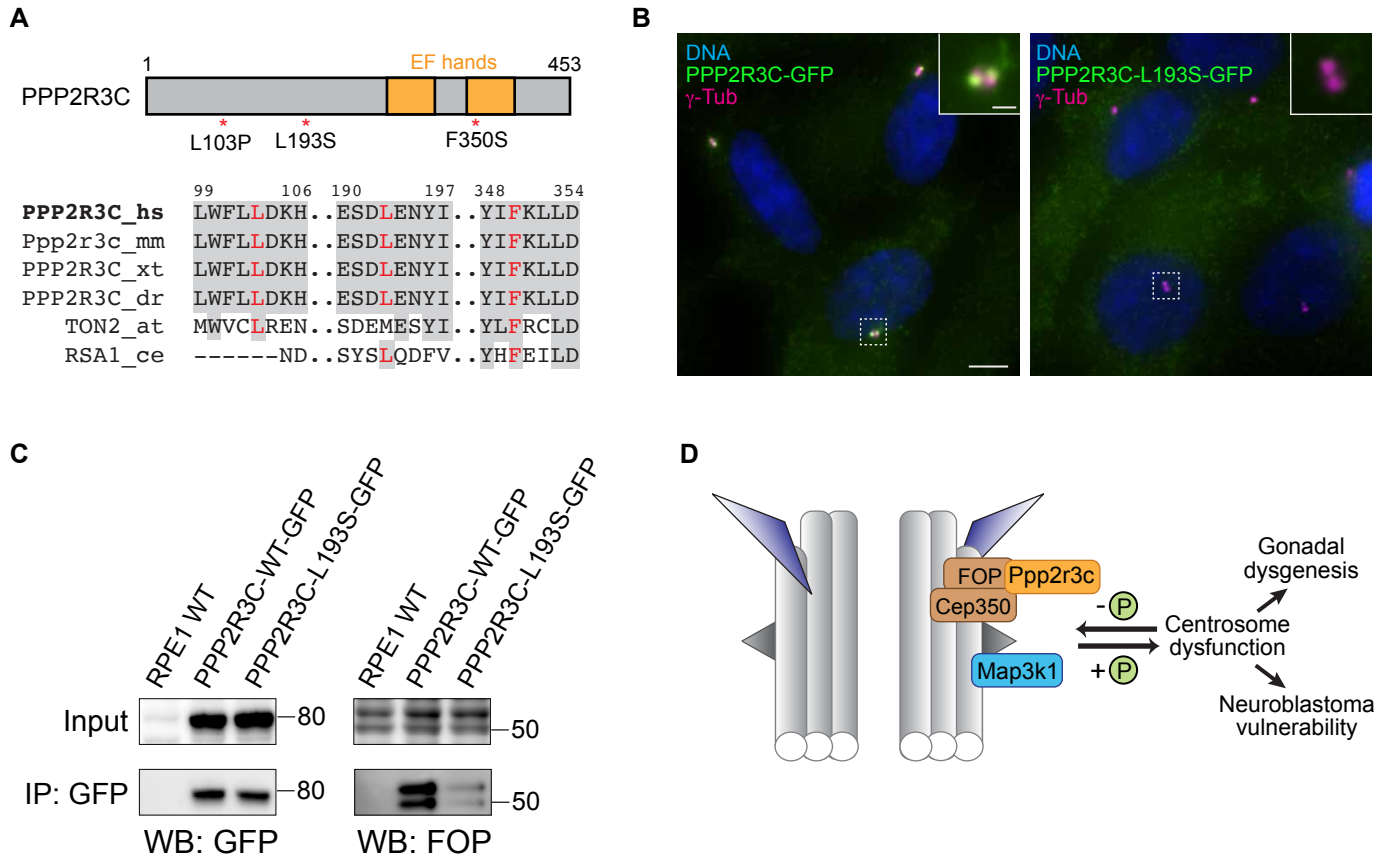 A
1
EF hands
453
PPP2R3C
* * *
L103P L193S F350S
99 106 190 197 348 354
PPP2R3C_hs LWFLLDKH..ESDLENYI..YIFKLLD
Ppp2r3c_mm LWFLLDKH..ESDLENYI..YIFKLLD
PPP2R3C_xt LWFLLDKH..ESDLENYI..YIFKLLD
PPP2R3C_dr LWFLLDKH..ESDLENYI..YIFKLLD
TON2_at MWVCLREN..SDEMESYI..YLFRCLD
RSA1_ce ------ND..SYSLQDFV..YHFEILD
B
DNA
PPP2R3C-GFP
γ-Tub
DNA
PPP2R3C-L193S-GFP
γ-Tub
C
RPE1 WT
PPP2R3C-WT-GFP
PPP2R3C-L193S-GFP
RPE1 WT
PPP2R3C-WT-GFP
PPP2R3C-L193S-GFP
Input
80
50
IP: GFP
80
50
WB: GFP
WB: FOP
D
FOP
Ppp2r3c
Cep350
Map3k1
- P
+ P
Centrosome
dysfunction
Gonadal
dysgenesis
Neuroblastoma
vulnerability